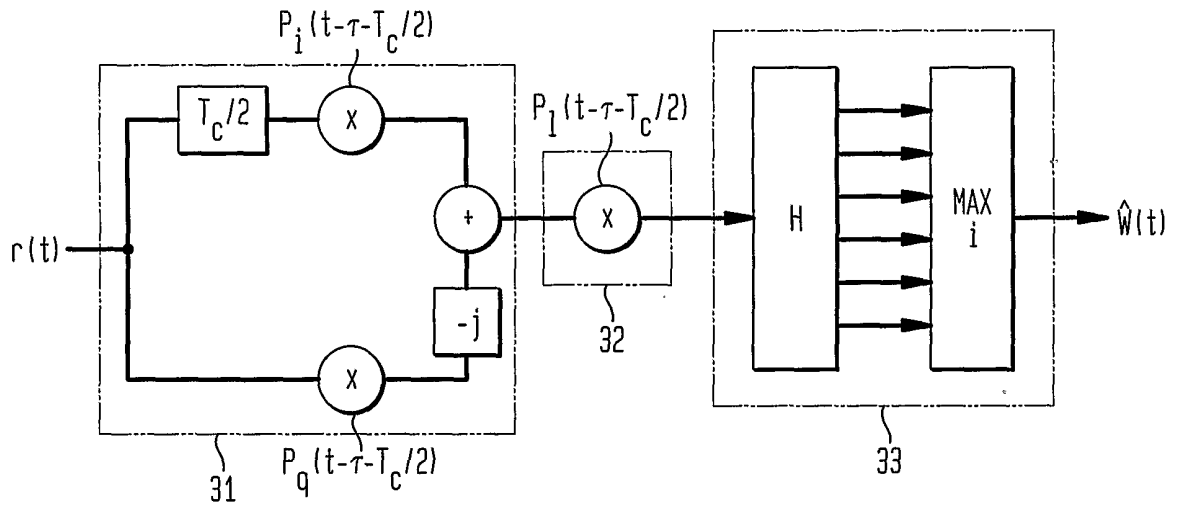 P_i(t-τ-T_c/2)
T_c/2
X
P_l(t-τ-T_c/2)
+
X
r(t)
H
MAX
i
Ŵ(t)
-j
32
X
33
31
P_q(t-τ-T_c/2)